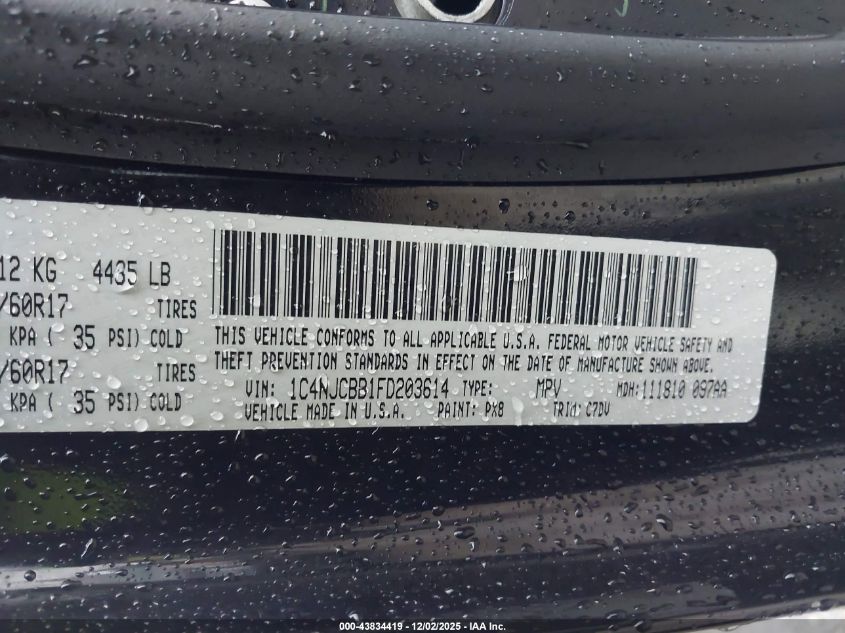 12 KG 4435 LB
/60R17 TIRES
KPA ( 35 PSI) COLD
/60R17 TIRES
KPA ( 35 PSI) COLD
THIS VEHICLE CONFORMS TO ALL APPLICABLE U.S.A. FEDERAL MOTOR VEHICLE SAFETY AND
THEFT PREVENTION STANDARDS IN EFFECT ON THE DATE OF MANUFACTURE SHOWN ABOVE.
VIN: 1C4NJCBB1FD203614 TYPE: MPV MDH: 111810 097AA
VEHICLE MADE IN U.S.A. PAINT: PX8 TRIM: C7DV
000-43834419 - 12/02/2025 - IAA Inc.